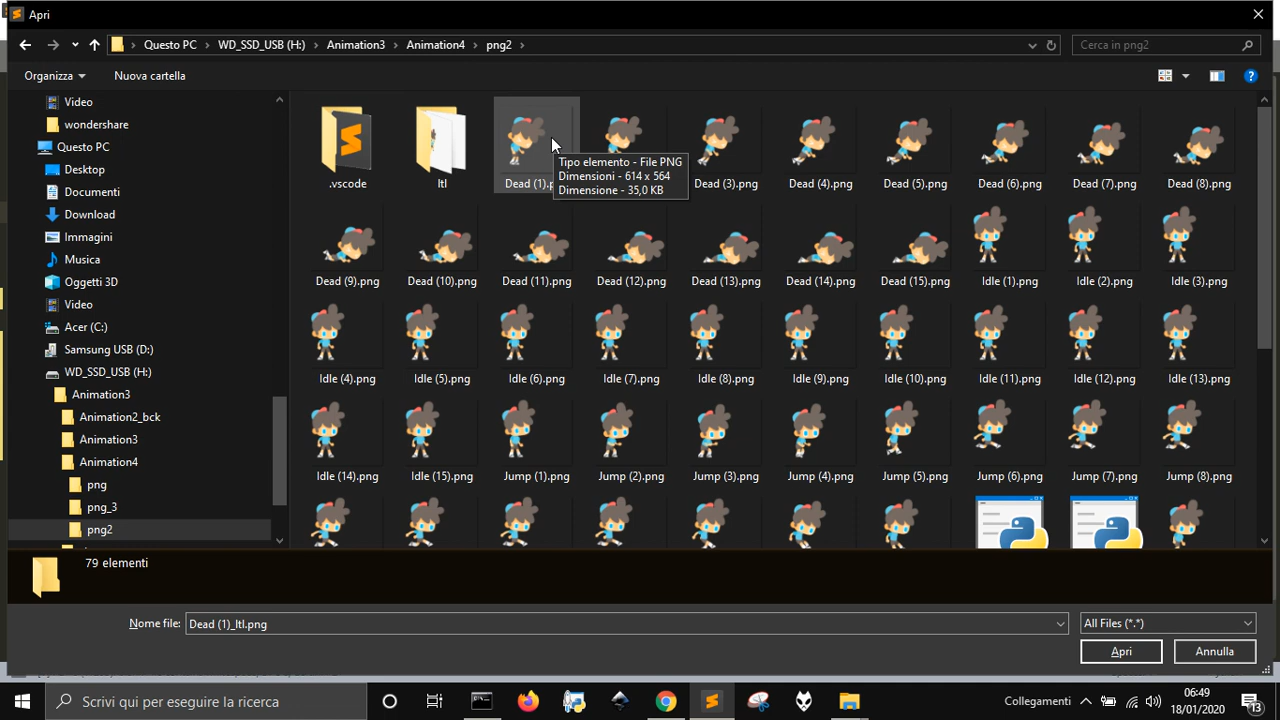 Apri
Questo PC > WD_SSD_USB (H:) > Animation3 > Animation4 > png2 >
Cerca in png2
Organizza
Nuova cartella
Video
wondershare
Questo PC
Desktop
Documenti
Download
Immagini
Musica
Oggetti 3D
Video
Acer (C:)
Samsung USB (D:)
WD_SSD_USB (H:)
Animation3
Animation2_bck
Animation3
Animation4
png
png_3
png2
.vscode
ltl
Dead (1).p
Dead (3).png
Dead (4).png
Dead (5).png
Dead (6).png
Dead (7).png
Dead (8).png
Tipo elemento - File PNG
Dimensioni - 614 x 564
Dimensione - 35,0 KB
Dead (9).png
Dead (10).png
Dead (11).png
Dead (12).png
Dead (13).png
Dead (14).png
Dead (15).png
Idle (1).png
Idle (2).png
Idle (3).png
Idle (4).png
Idle (5).png
Idle (6).png
Idle (7).png
Idle (8).png
Idle (9).png
Idle (10).png
Idle (11).png
Idle (12).png
Idle (13).png
Idle (14).png
Idle (15).png
Jump (1).png
Jump (2).png
Jump (3).png
Jump (4).png
Jump (5).png
Jump (6).png
Jump (7).png
Jump (8).png
79 elementi
Nome file:
Dead (1)_ltl.png
All Files (*.*)
Apri
Annulla
Scrivi qui per eseguire la ricerca
Collegamenti
06:49
18/01/2020
13